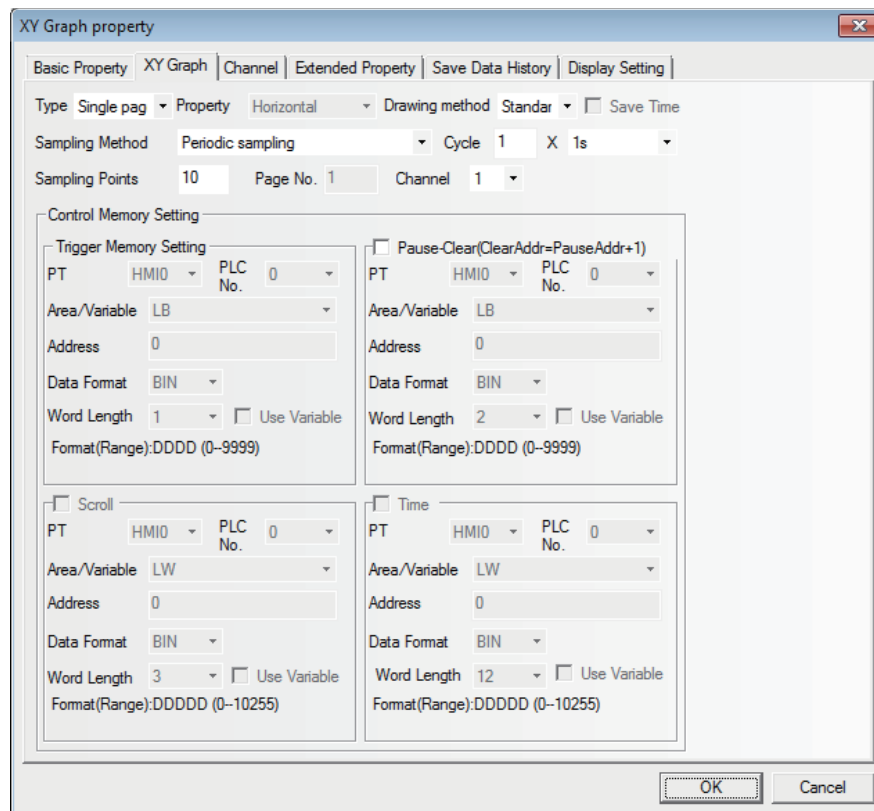 XY Graph property
Basic Property XY Graph Channel Extended Property Save Data History Display Setting
Type Single pag Property Horizontal Drawing method Standar Save Time
Sampling Method Periodic sampling Cycle 1 X 1s
Sampling Points 10 Page No. 1 Channel 1
Control Memory Setting
Trigger Memory Setting
PT HMI0 PLC No. 0
Area/Variable LB
Address 0
Data Format BIN
Word Length 1 Use Variable
Format(Range):DDDD (0--9999)
Pause-Clear(ClearAddr=PauseAddr+1)
PT HMI0 PLC No. 0
Area/Variable LB
Address 0
Data Format BIN
Word Length 2 Use Variable
Format(Range):DDDD (0--9999)
Scroll
PT HMI0 PLC No. 0
Area/Variable LW
Address 0
Data Format BIN
Word Length 3 Use Variable
Format(Range):DDDDD (0--10255)
Time
PT HMI0 PLC No. 0
Area/Variable LW
Address 0
Data Format BIN
Word Length 12 Use Variable
Format(Range):DDDDD (0--10255)
OK Cancel